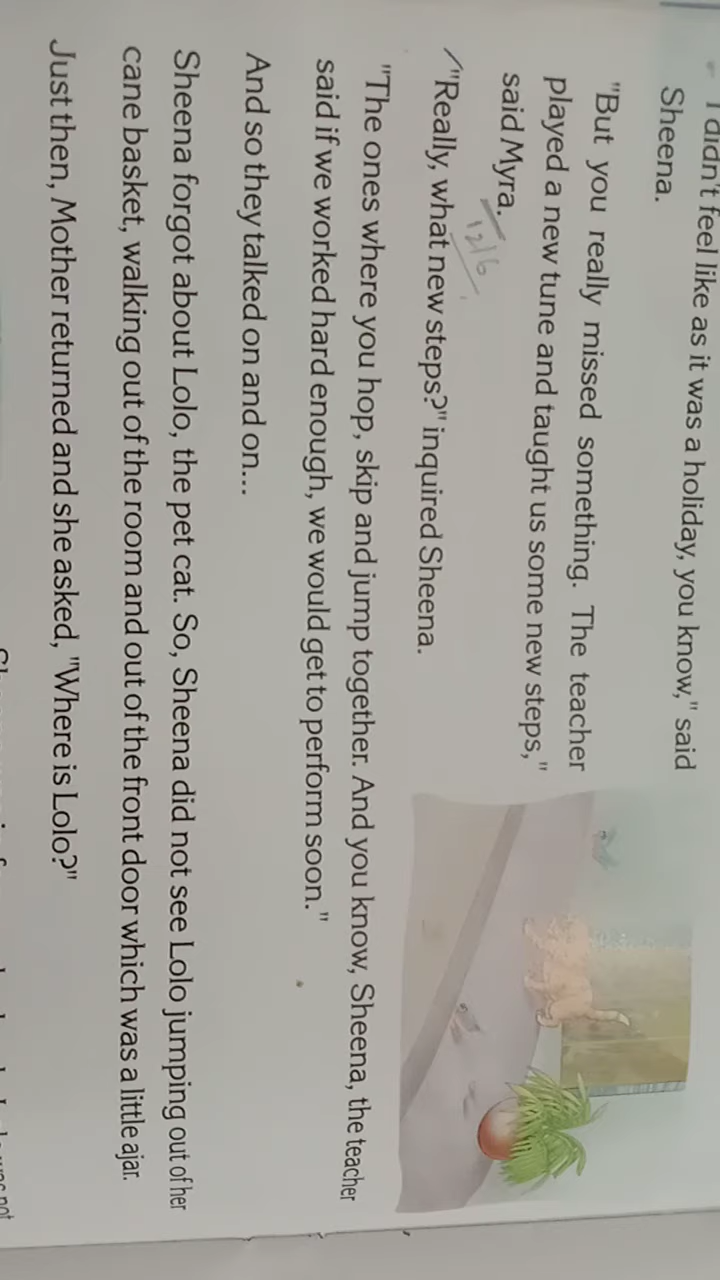 I didn't feel like as it was a holiday, you know," said
Sheena.
"But you really missed something. The teacher
played a new tune and taught us some new steps,"
said Myra.
12/6
"Really, what new steps?" inquired Sheena.
"The ones where you hop, skip and jump together. And you know, Sheena, the teacher
said if we worked hard enough, we would get to perform soon."
And so they talked on and on...
Sheena forgot about Lolo, the pet cat. So, Sheena did not see Lolo jumping out of her
cane basket, walking out of the room and out of the front door which was a little ajar.
Just then, Mother returned and she asked, "Where is Lolo?"